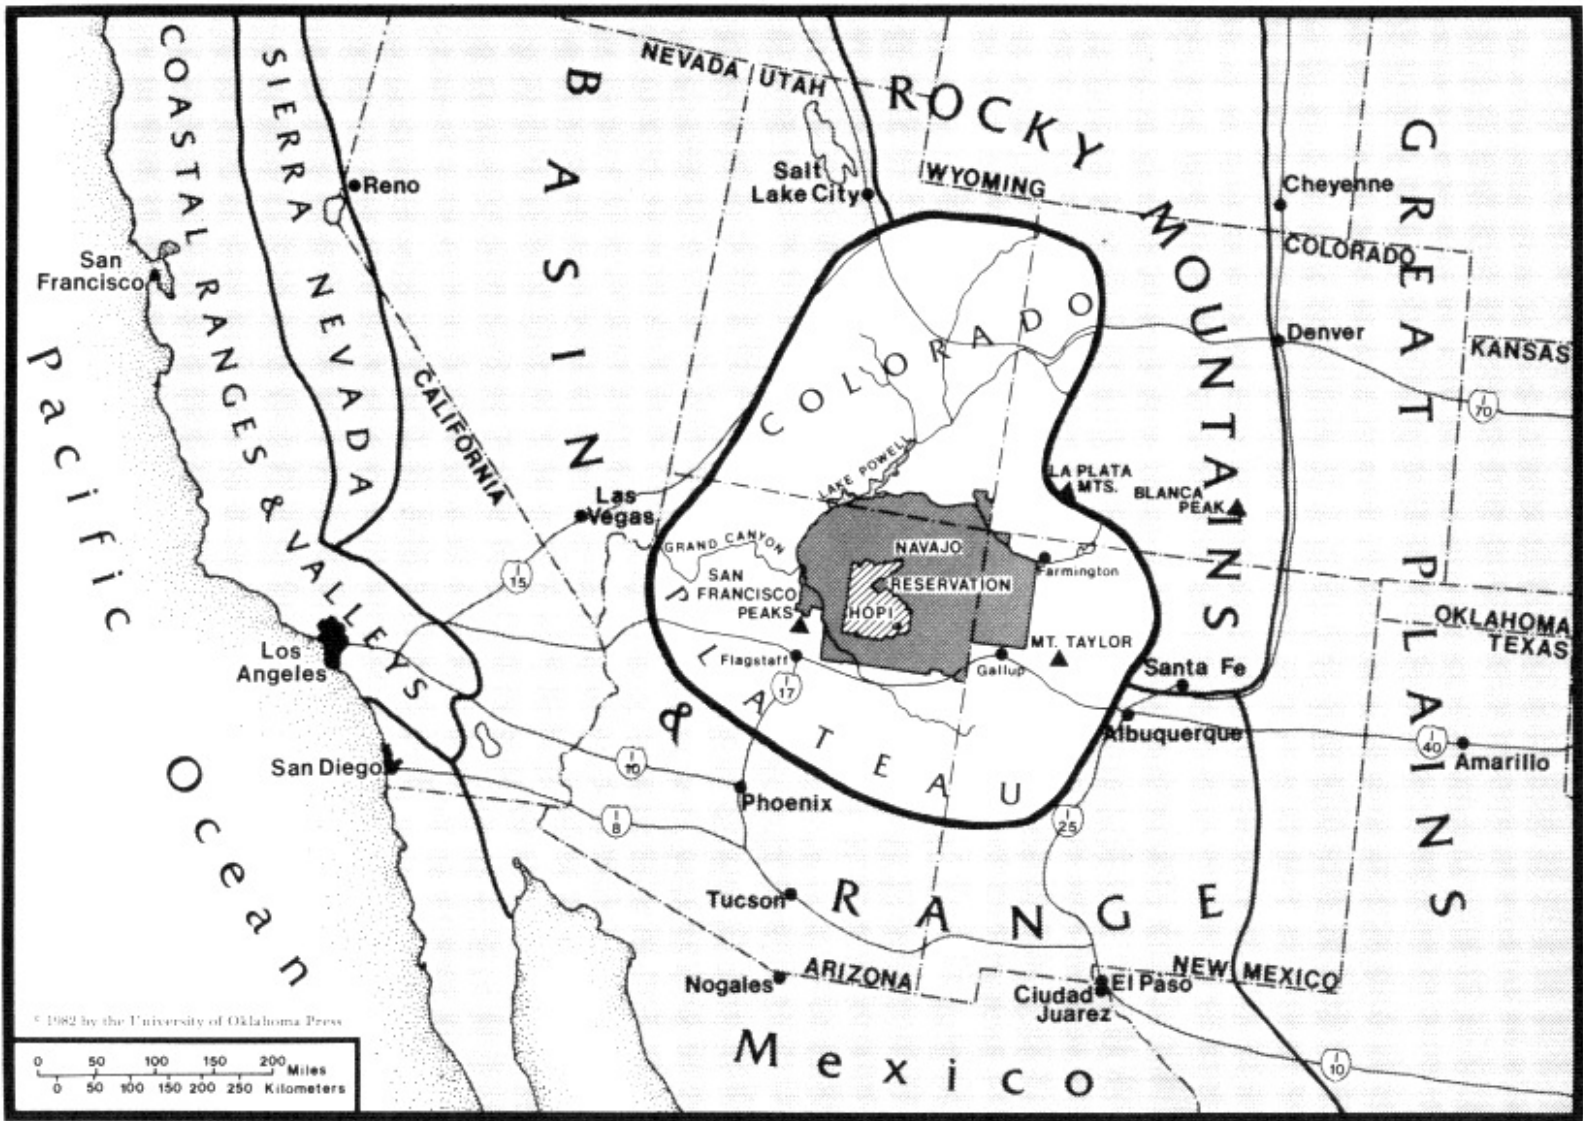 COASTAL RANGES & VALLEYS
SIERRA NEVADA
BASIN & RANGE
NEVADA
UTAH
ROCKY MOUNTAINS
GREAT PLAINS
Reno
Salt
Lake City
WYOMING
Cheyenne
COLORADO
San
Francisco
Denver
KANSAS
I
70
Pacific Ocean
CALIFORNIA
COLORADO PLATEAU
LAKE POWELL
LA PLATA
MTS.
BLANCA
PEAK
Las
Vegas
GRAND CANYON
NAVAJO
RESERVATION
HOPI
Farmington
I
15
SAN
FRANCISCO
PEAKS
OKLAHOMA
TEXAS
Los
Angeles
Flagstaff
Gallup
MT. TAYLOR
Santa Fe
I
17
Albuquerque
I
40
Amarillo
San Diego
I
10
Phoenix
I
8
I
25
Tucson
Nogales
ARIZONA
NEW MEXICO
El Paso
Ciudad
Juarez
I
10
Mexico
© 1982 by the University of Oklahoma Press
0 50 100 150 200 Miles
0 50 100 150 200 250 Kilometers